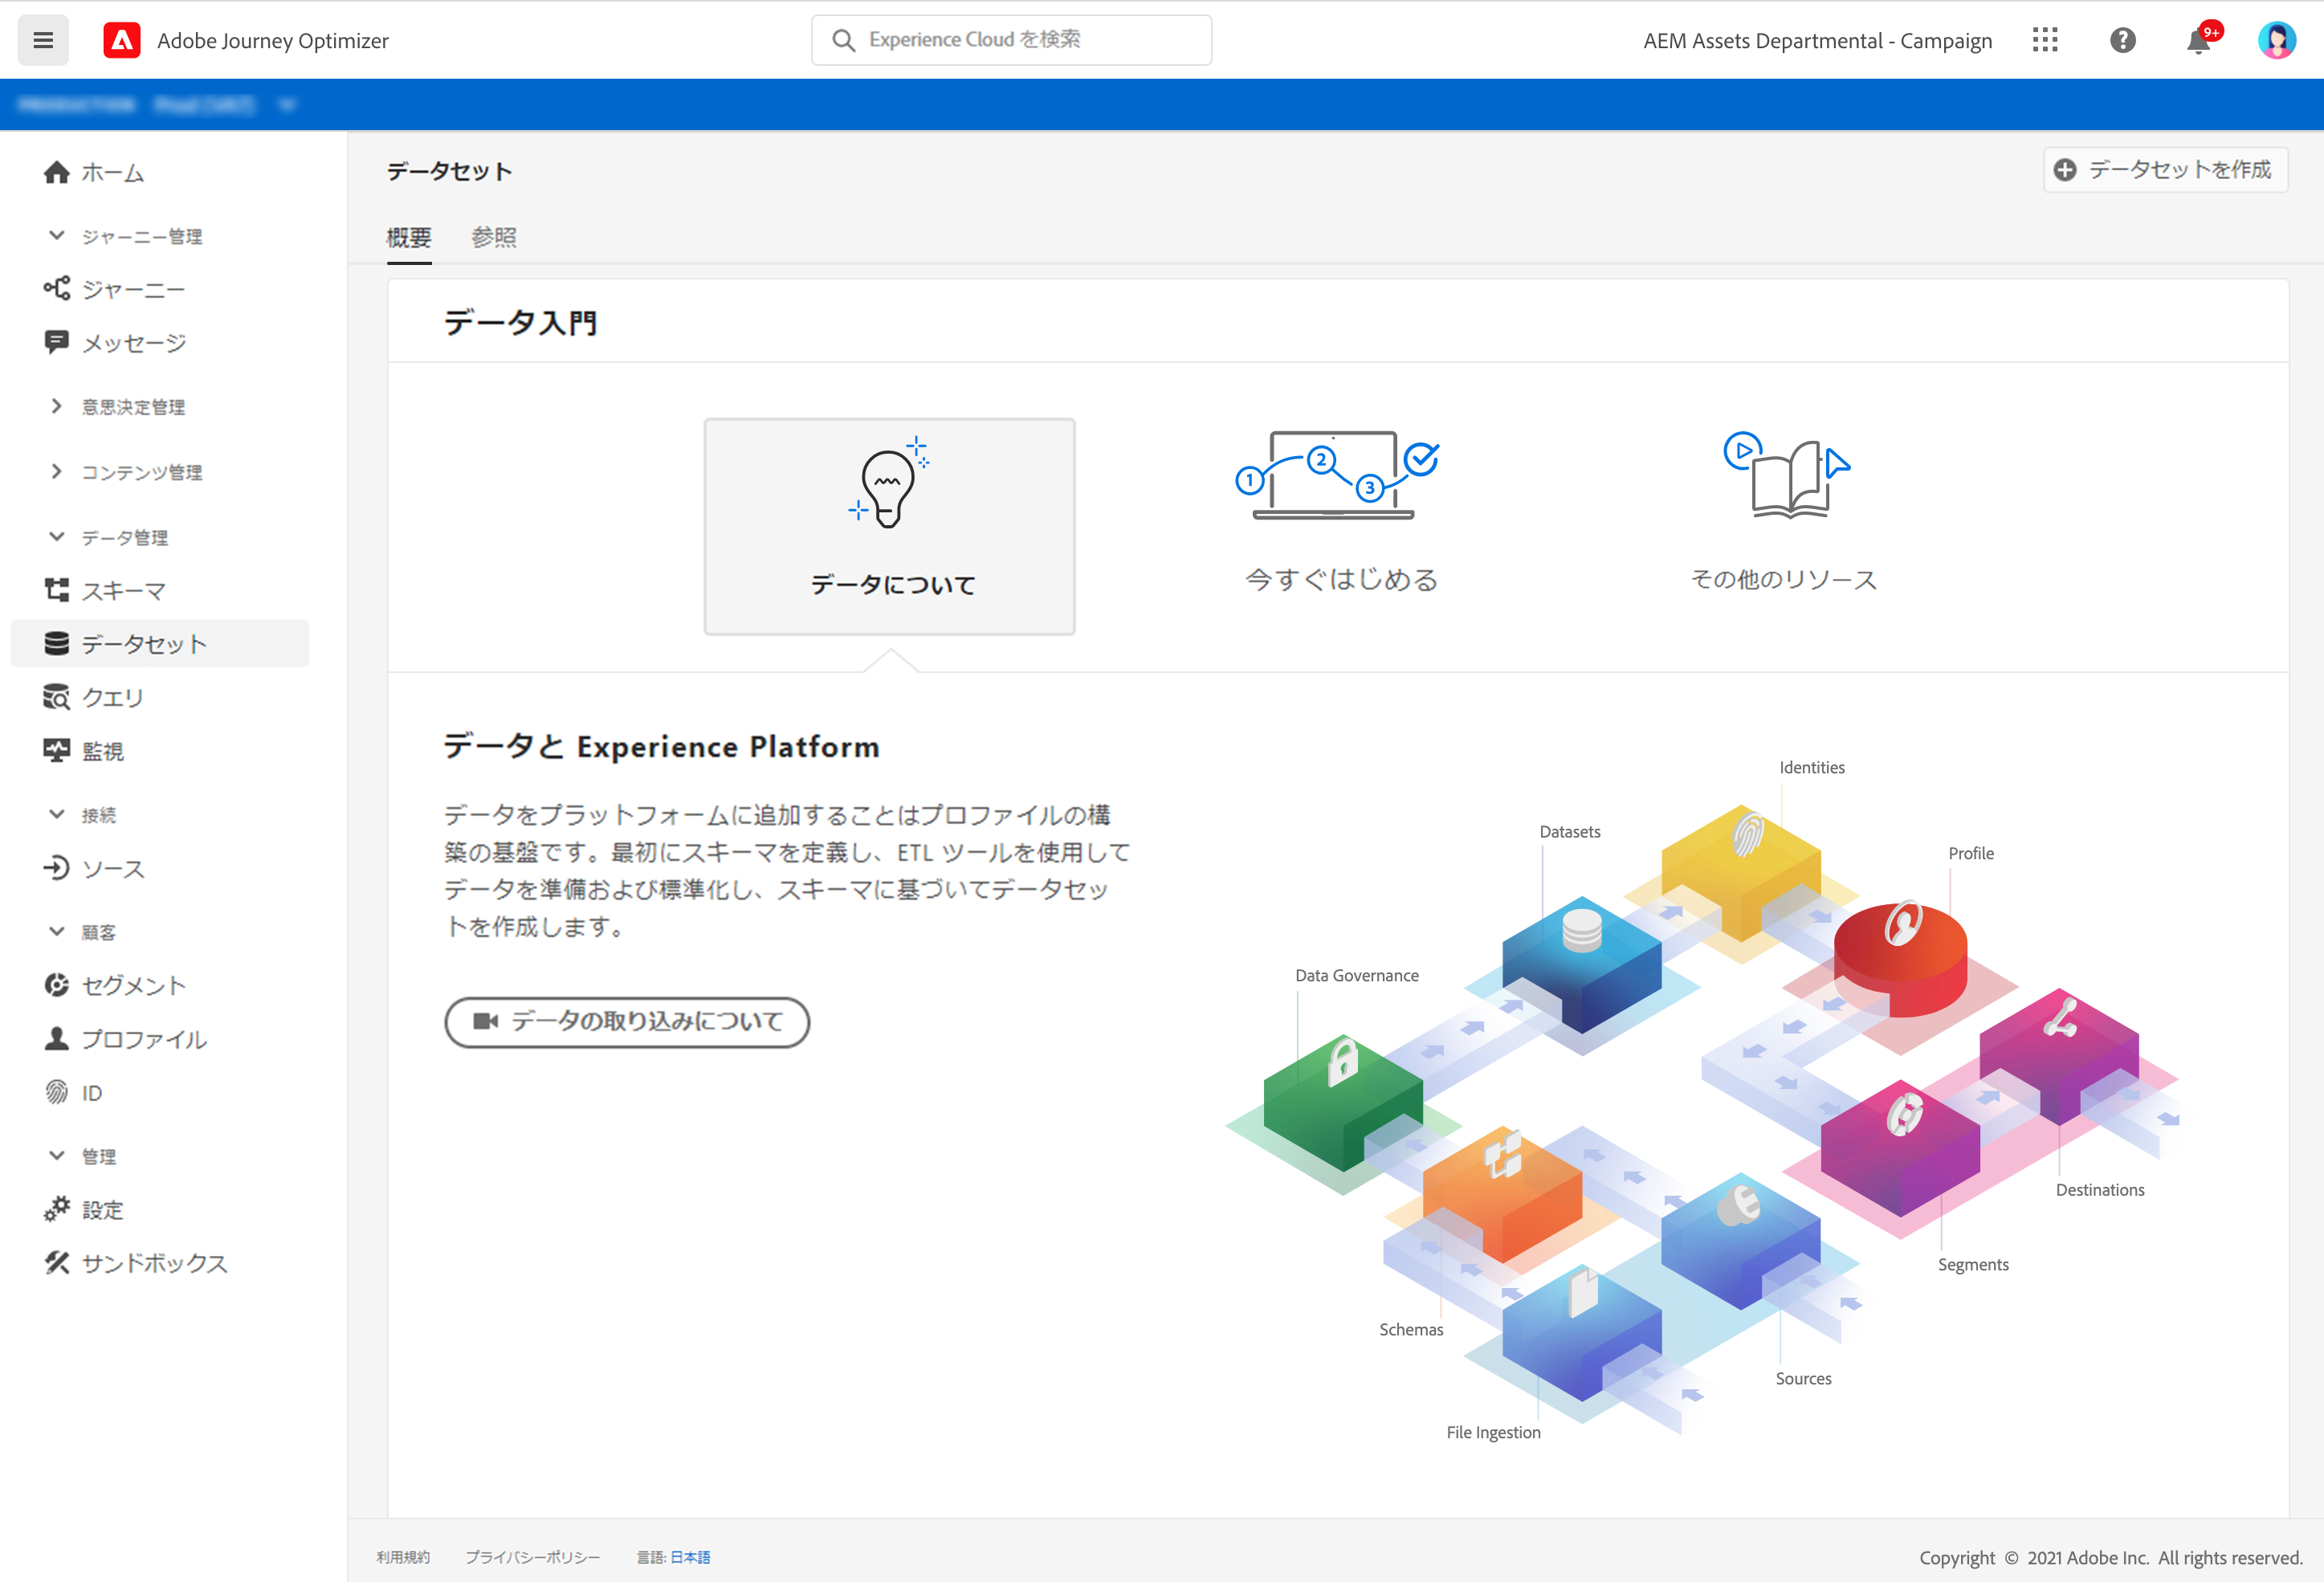 Adobe Journey Optimizer
Experience Cloud を検索
AEM Assets Departmental - Campaign
9+
ホーム
ジャーニー管理
ジャーニー
メッセージ
意思決定管理
コンテンツ管理
データ管理
スキーマ
データセット
クエリ
監視
接続
ソース
顧客
セグメント
プロファイル
ID
管理
設定
サンドボックス
データセット
データセットを作成
概要 参照
データ入門
1 2 3
データについて
今すぐはじめる
その他のリソース
データと Experience Platform
データをプラットフォームに追加することはプロファイルの構
築の基盤です。最初にスキーマを定義し、ETL ツールを使用して
データを準備および標準化し、スキーマに基づいてデータセッ
トを作成します。
データの取り込みについて
Identities
Datasets
Profile
Data Governance
Destinations
Segments
Schemas
Sources
File Ingestion
利用規約 プライバシーポリシー 言語: 日本語
Copyright © 2021 Adobe Inc. All rights reserved.